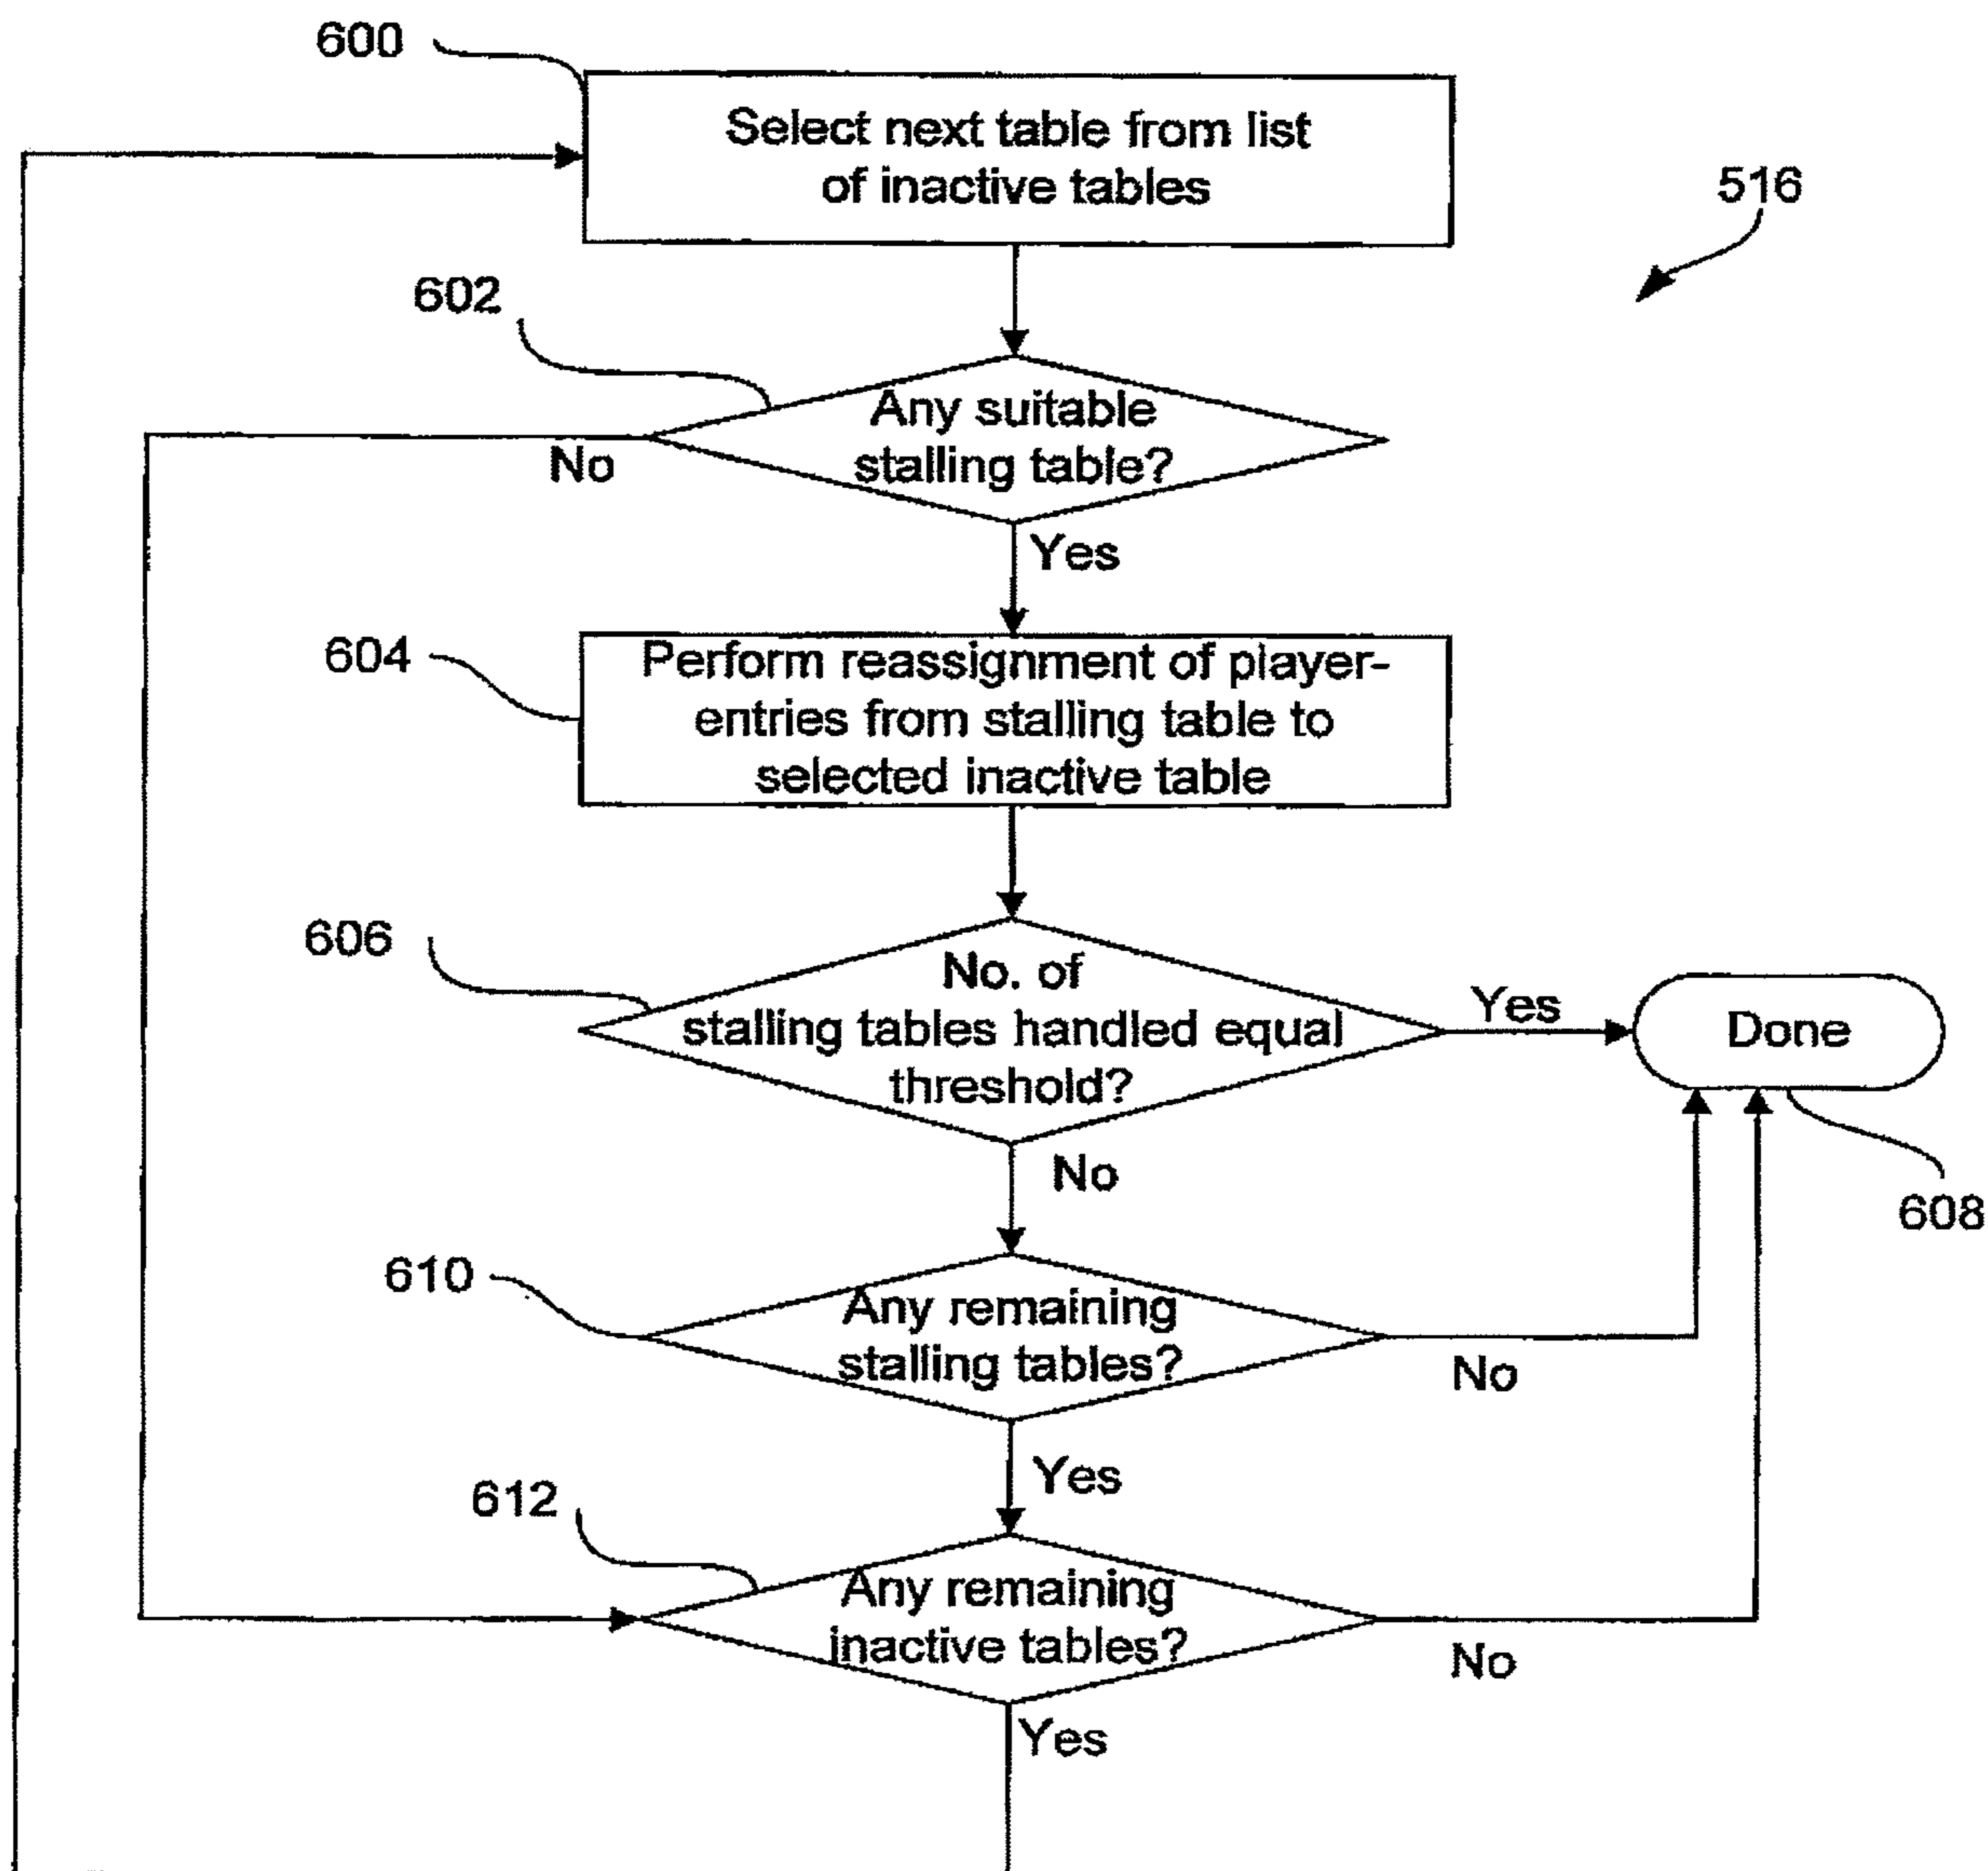 600
Select next table from list
of inactive tables
516
602
Any suitable
stalling table?
No
Yes
604
Perform reassignment of player-
entries from stalling table to
selected inactive table
606
No. of
stalling tables handled equal
threshold?
Yes
Done
No
608
610
Any remaining
stalling tables?
No
Yes
612
Any remaining
inactive tables?
No
Yes